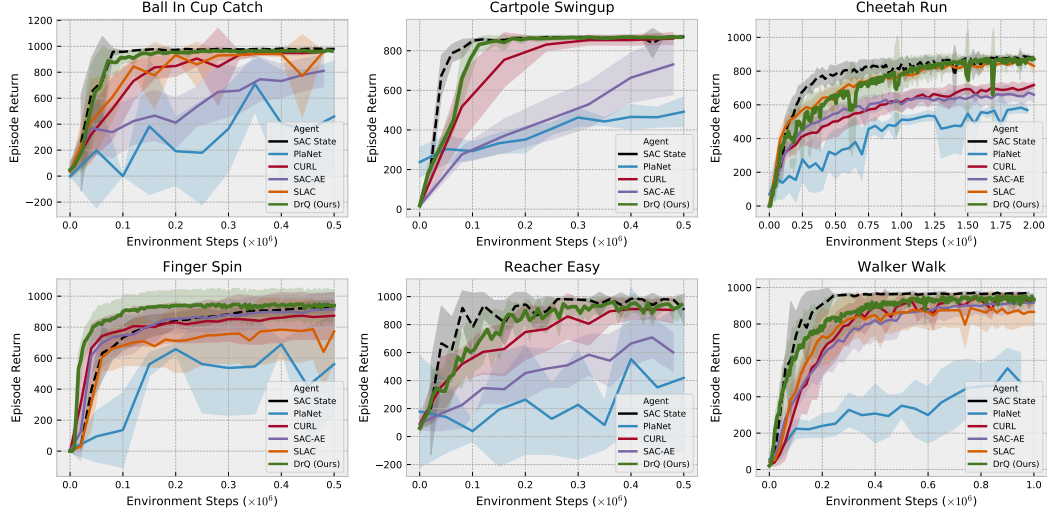 Ball In Cup Catch
1200
1000
800
600
400
200
0
−200
Episode Return
0.0 0.1 0.2 0.3 0.4 0.5
Environment Steps (×10⁶)
Agent
SAC State
PlaNet
CURL
SAC-AE
SLAC
DrQ (Ours)
Cartpole Swingup
800
600
400
200
0
Episode Return
0.0 0.1 0.2 0.3 0.4 0.5
Environment Steps (×10⁶)
Agent
SAC State
PlaNet
CURL
SAC-AE
DrQ (Ours)
Cheetah Run
1000
800
600
400
200
0
Episode Return
0.0 0.25 0.50 0.75 1.00 1.25 1.50 1.75 2.00
Environment Steps (×10⁶)
Agent
SAC State
PlaNet
CURL
SAC-AE
SLAC
DrQ (Ours)
Finger Spin
1000
800
600
400
200
0
Episode Return
0.0 0.1 0.2 0.3 0.4 0.5
Environment Steps (×10⁶)
Agent
SAC State
PlaNet
CURL
SAC-AE
SLAC
DrQ (Ours)
Reacher Easy
1000
800
600
400
200
0
−200
Episode Return
0.0 0.1 0.2 0.3 0.4 0.5
Environment Steps (×10⁶)
Agent
SAC State
PlaNet
CURL
SAC-AE
DrQ (Ours)
Walker Walk
1000
800
600
400
200
0
Episode Return
0.0 0.2 0.4 0.6 0.8 1.0
Environment Steps (×10⁶)
Agent
SAC State
PlaNet
CURL
SAC-AE
SLAC
DrQ (Ours)